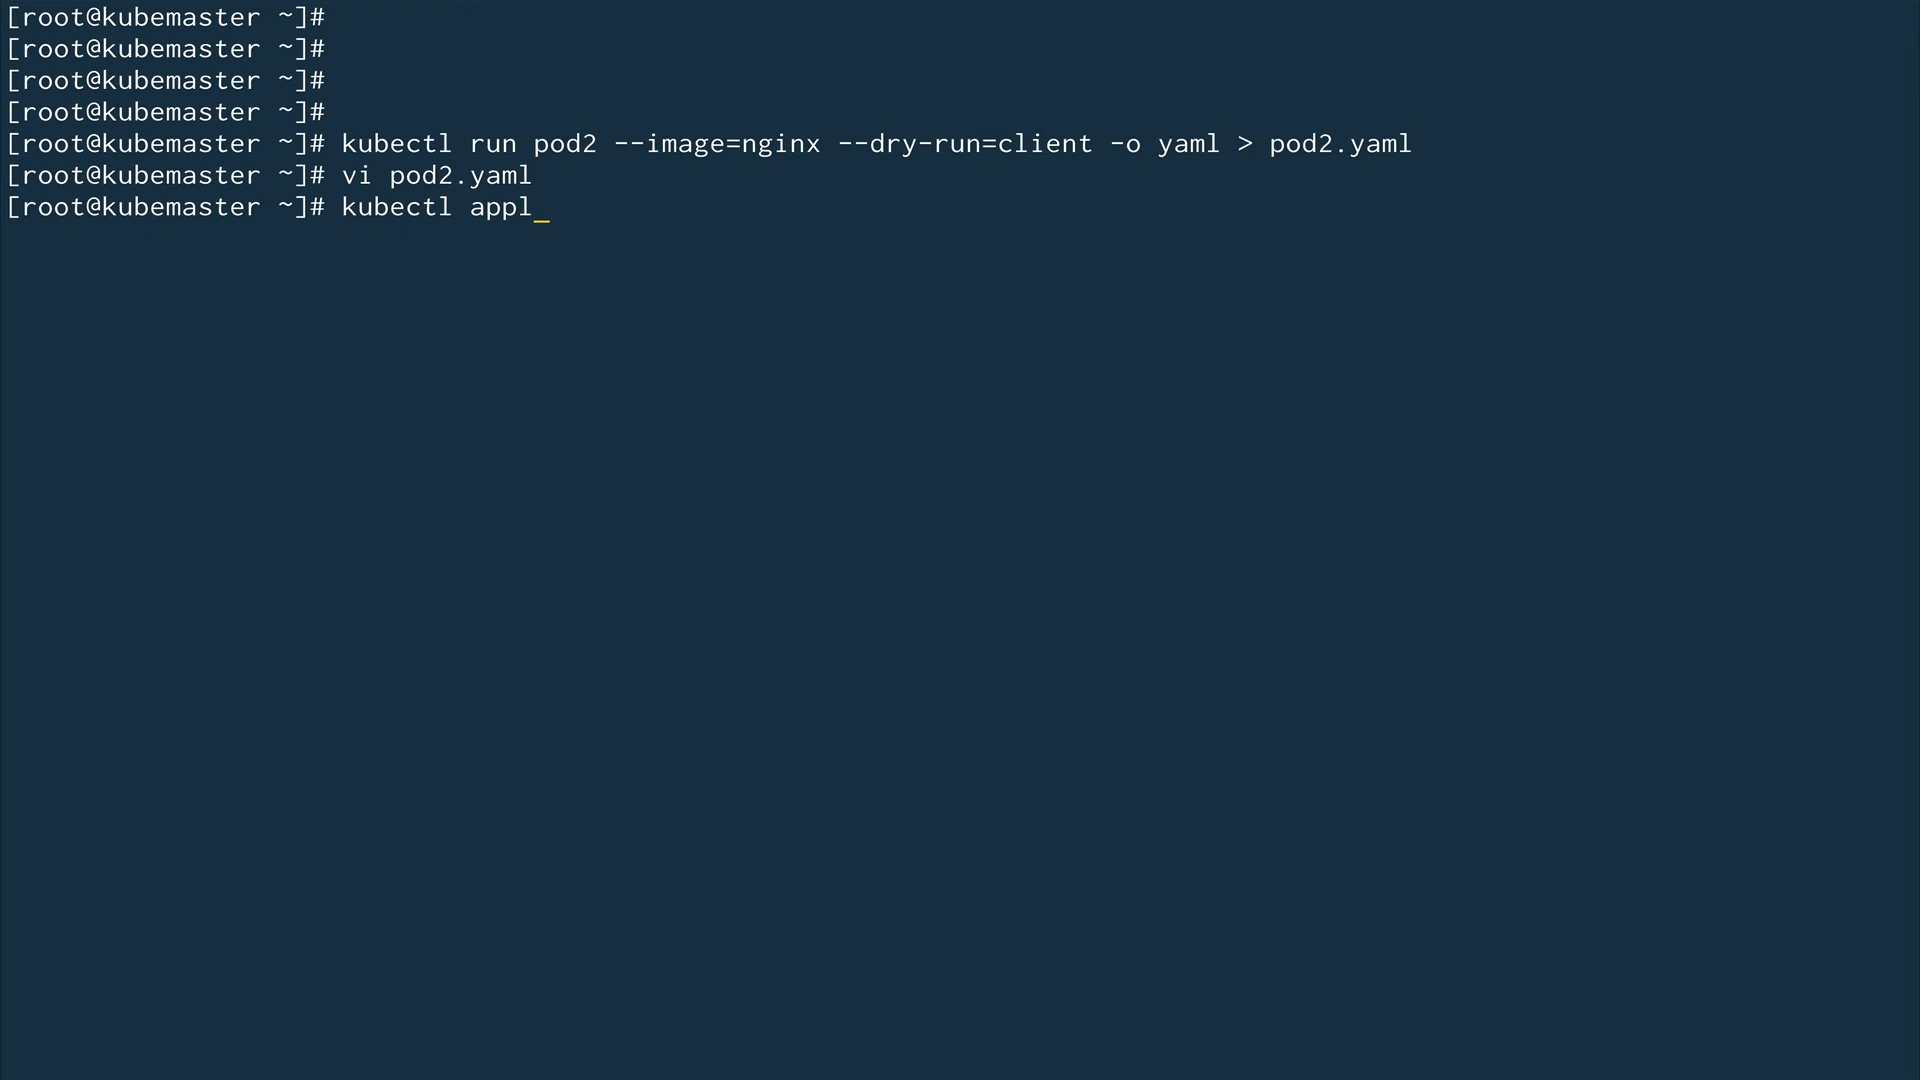 [root@kubemaster ~]#
[root@kubemaster ~]#
[root@kubemaster ~]#
[root@kubemaster ~]#
[root@kubemaster ~]# kubectl run pod2 --image=nginx --dry-run=client -o yaml > pod2.yaml
[root@kubemaster ~]# vi pod2.yaml
[root@kubemaster ~]# kubectl appl_